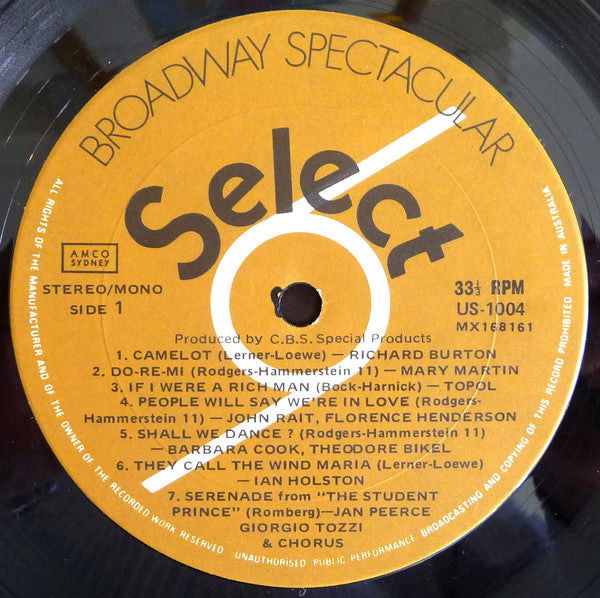 BROADWAY SPECTACULAR
Select
AMCO
SYDNEY
STEREO/MONO
SIDE 1
33⅓ RPM
US-1004
MX168161
Produced by C.B.S. Special Products
1. CAMELOT (Lerner-Loewe) — RICHARD BURTON
2. DO-RE-MI (Rodgers-Hammerstein 11) — MARY MARTIN
3. IF I WERE A RICH MAN (Bock-Harnick) — TOPOL
4. PEOPLE WILL SAY WE'RE IN LOVE (Rodgers-
Hammerstein 11) — JOHN RAIT, FLORENCE HENDERSON
5. SHALL WE DANCE ? (Rodgers-Hammerstein 11)
— BARBARA COOK, THEODORE BIKEL
6. THEY CALL THE WIND MARIA (Lerner-Loewe)
— IAN HOLSTON
7. SERENADE from "THE STUDENT
PRINCE" (Romberg) — JAN PEERCE
GIORGIO TOZZI
& CHORUS
ALL RIGHTS OF THE MANUFACTURER AND OF THE OWNER OF THE RECORDED WORK RESERVED UNAUTHORISED PUBLIC PERFORMANCE BROADCASTING AND COPYING OF THIS RECORD PROHIBITED MADE IN AUSTRALIA